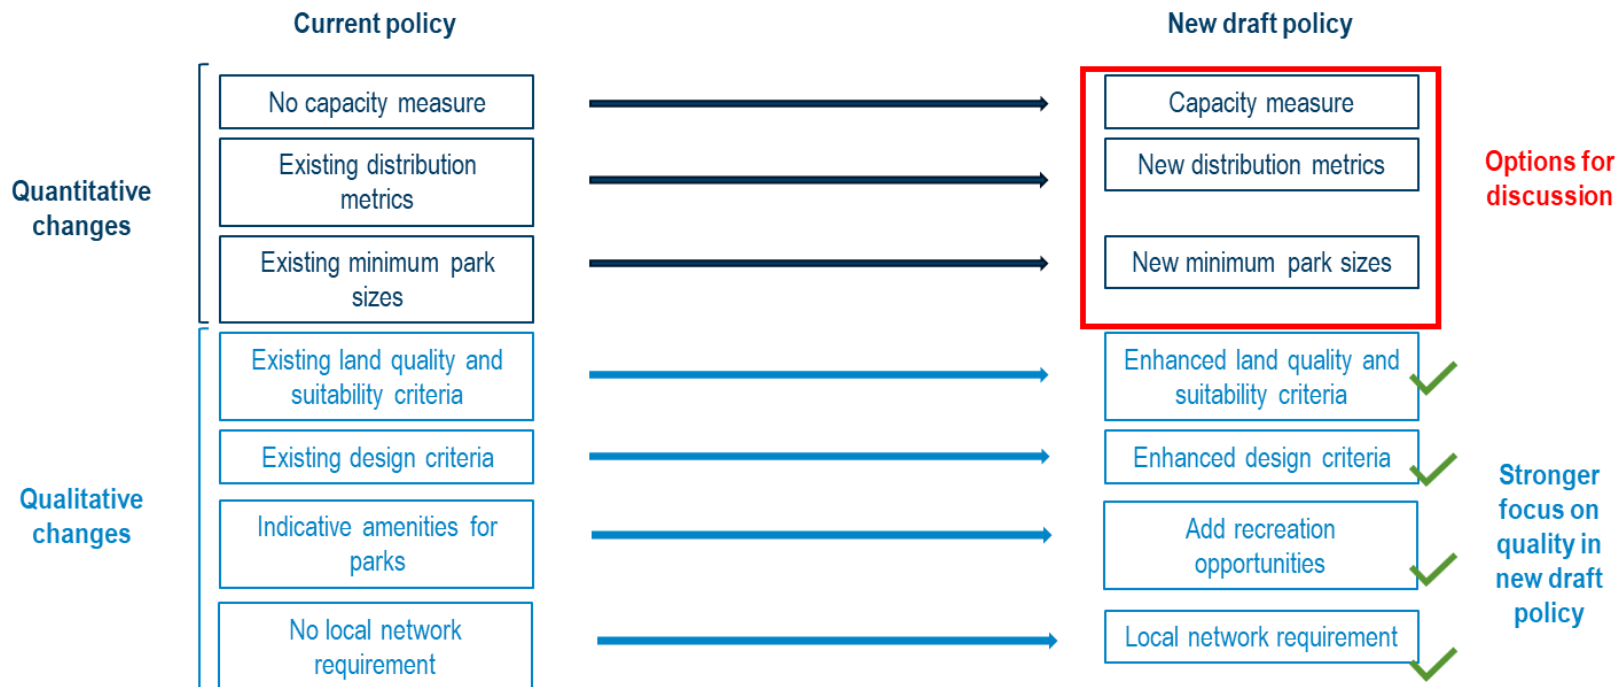 Current policy
New draft policy
Quantitative
changes
No capacity measure
Capacity measure
Existing distribution
metrics
New distribution metrics
Existing minimum park
sizes
New minimum park sizes
Options for
discussion
Qualitative
changes
Existing land quality and
suitability criteria
Enhanced land quality and
suitability criteria
Existing design criteria
Enhanced design criteria
Indicative amenities for
parks
Add recreation
opportunities
No local network
requirement
Local network requirement
Stronger
focus on
quality in
new draft
policy